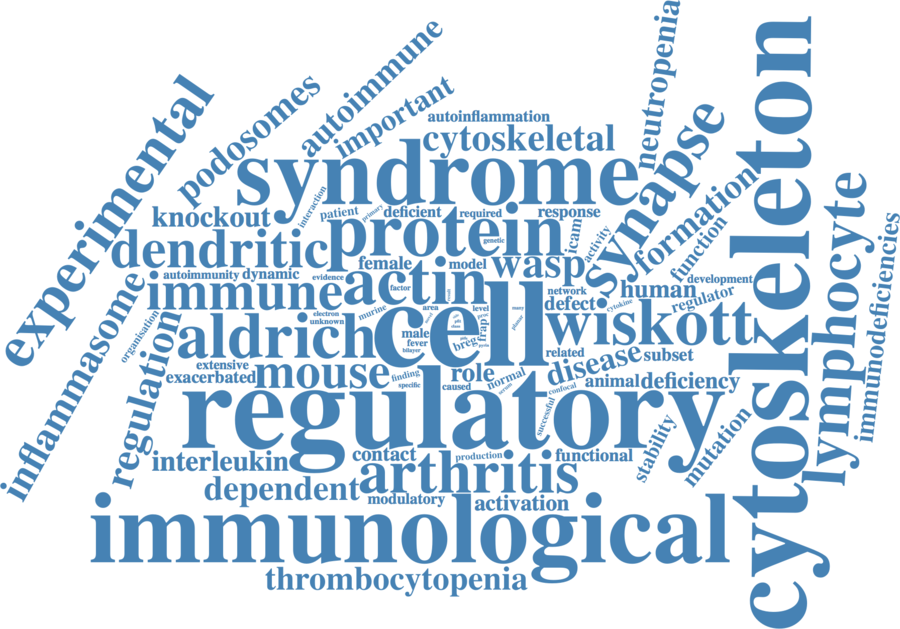 neutropenia
autoimmune
experimental
podosomes
important
autoinflammation
cytoskeletal
synapse
cytoskeleton
syndrome
formation
lymphocyte
interaction
knockout
patient
primary
deficient
required
response
protein
icam
activity
function
immunodeficiencies
dendritic
genetic
female
model
wasp
autoimmunity
dynamic
evidence
factor
actin
development
human
regulator
inflammasome
immune
network
defect
cytokine
organisation
regulation
electron
unknown
murine
area
level
many
cell
wiskott
aldrich
male
fever
bilayer
breg
frap
related
disease
subset
extensive
exacerbated
mouse
finding
specific
role
caused
normal
serum
confocal
animal
deficiency
regulatory
successful
stability
mutation
interleukin
contact
production
functional
arthritis
dependent
modulatory
activation
immunological
thrombocytopenia